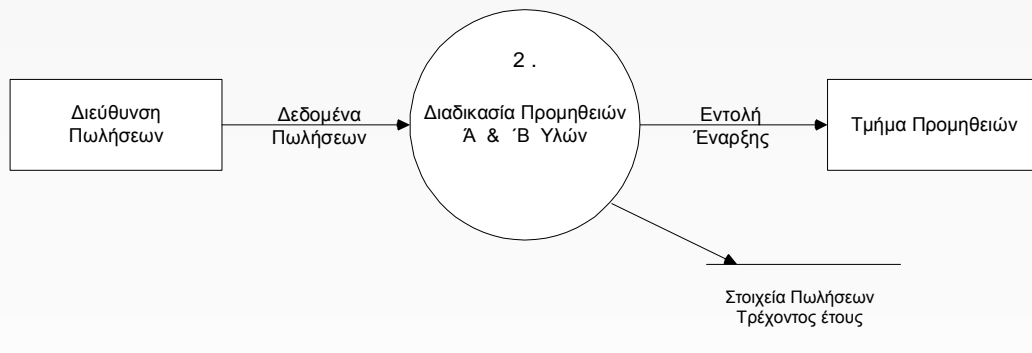 Διεύθυνση
Πωλήσεων
Δεδομένα
Πωλήσεων
2 .
Διαδικασία Προμηθειών
Ά & ΄Β Υλών
Εντολή
Έναρξης
Τμήμα Προμηθειών
Στοιχεία Πωλήσεων
Τρέχοντος έτους